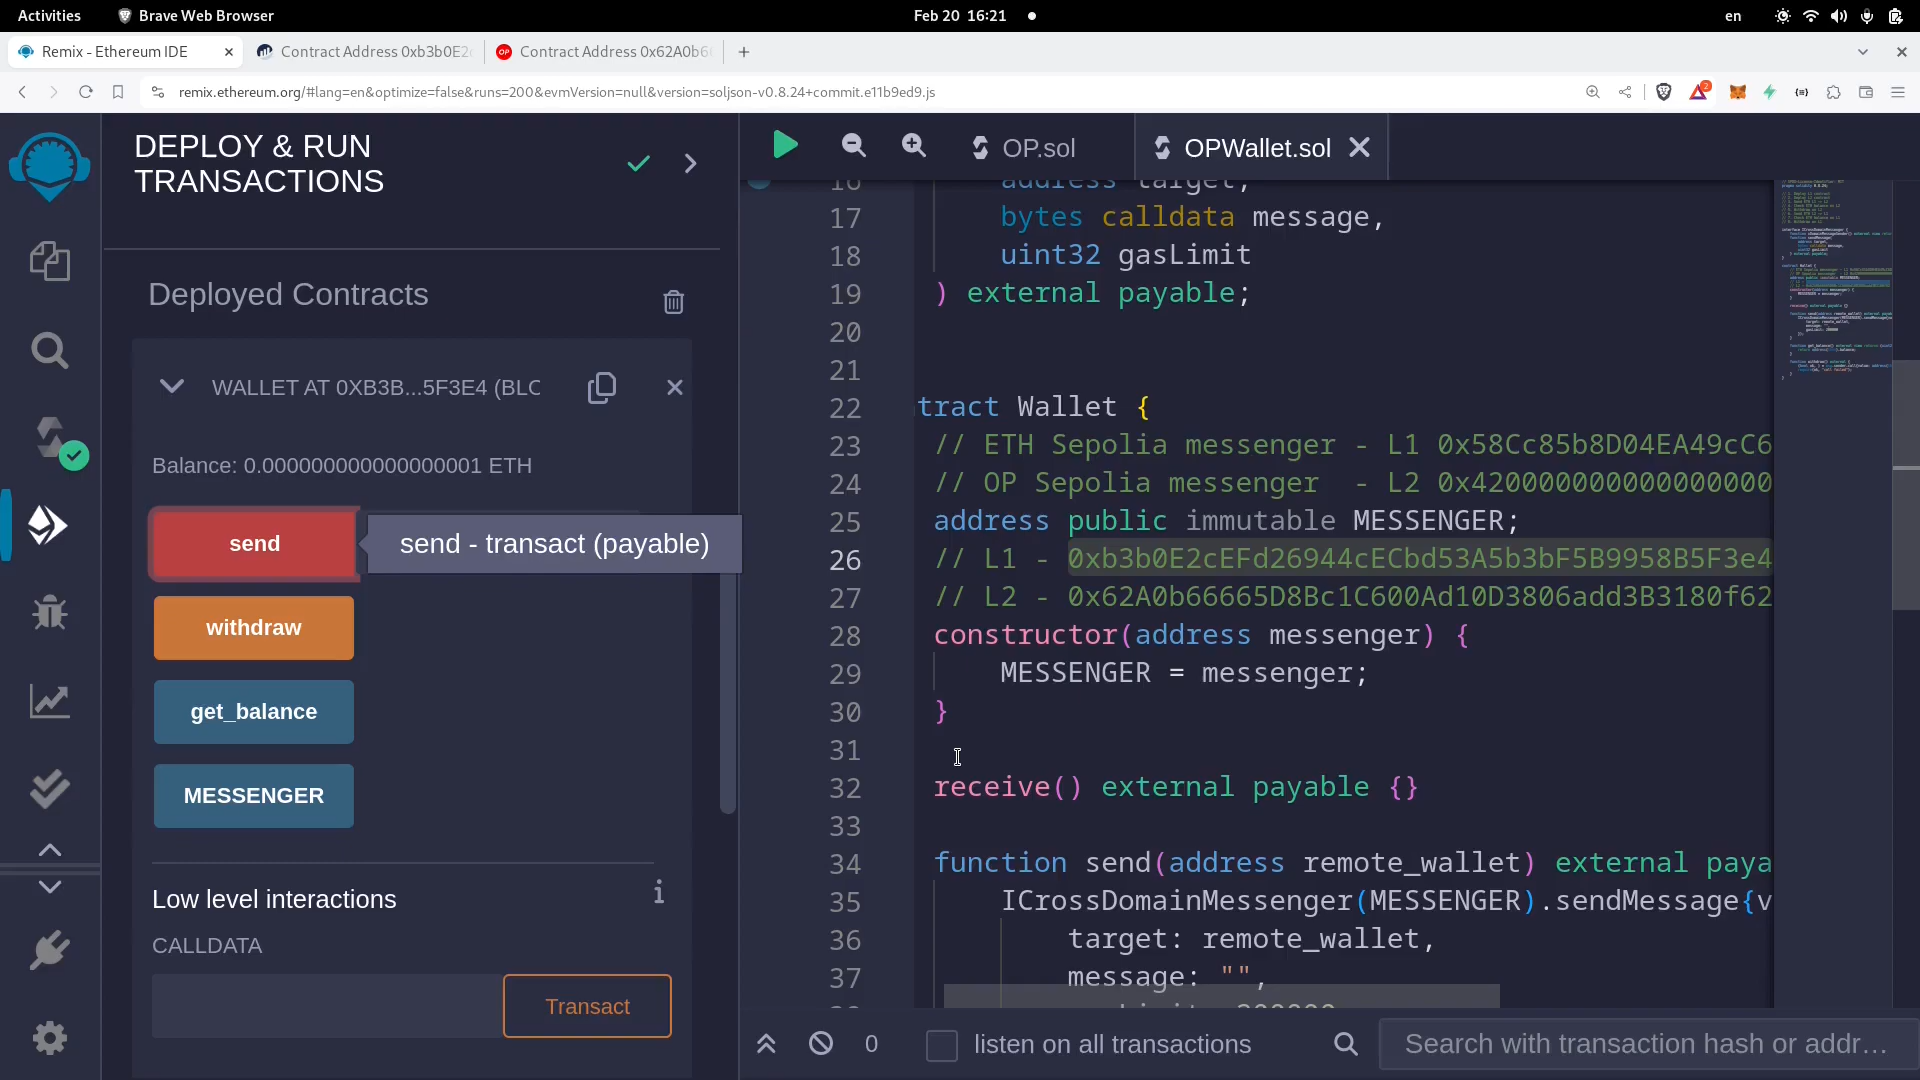 Activities
Brave Web Browser
Feb 20 16:21
en
Remix - Ethereum IDE
Contract Address 0xb3b0E2
Contract Address 0x62A0b6
remix.ethereum.org/#lang=en&optimize=false&runs=200&evmVersion=null&version=soljson-v0.8.24+commit.e11b9ed9.js
2
DEPLOY & RUN
TRANSACTIONS
Deployed Contracts
WALLET AT 0XB3B...5F3E4 (BLO
Balance: 0.000000000000000001 ETH
send
send - transact (payable)
withdraw
get_balance
MESSENGER
Low level interactions
CALLDATA
Transact
OP.sol
OPWallet.sol
16 address target,
17 bytes calldata message,
18 uint32 gasLimit
19 ) external payable;
20
21
22 tract Wallet {
23 // ETH Sepolia messenger - L1 0x58Cc85b8D04EA49cC6
24 // OP Sepolia messenger  - L2 0x420000000000000000
25 address public immutable MESSENGER;
26 // L1 - 0xb3b0E2cEFd26944cECbd53A5b3bF5B9958B5F3e4
27 // L2 - 0x62A0b66665D8Bc1C600Ad10D3806add3B3180f62
28 constructor(address messenger) {
29 MESSENGER = messenger;
30 }
31
32 receive() external payable {}
33
34 function send(address remote_wallet) external paya
35 ICrossDomainMessenger(MESSENGER).sendMessage{v
36 target: remote_wallet,
37 message: "",
0
listen on all transactions
Search with transaction hash or addr…